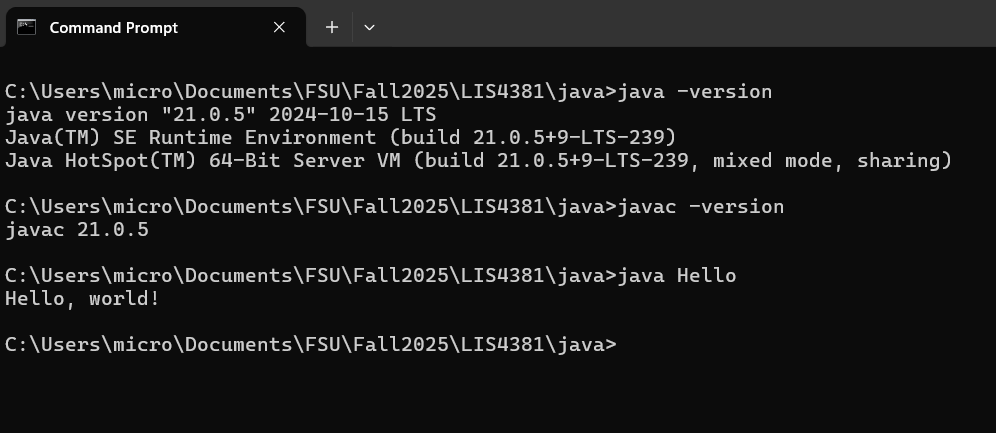 Command Prompt
C:\Users\micro\Documents\FSU\Fall2025\LIS4381\java>java -version
java version "21.0.5" 2024-10-15 LTS
Java(TM) SE Runtime Environment (build 21.0.5+9-LTS-239)
Java HotSpot(TM) 64-Bit Server VM (build 21.0.5+9-LTS-239, mixed mode, sharing)
C:\Users\micro\Documents\FSU\Fall2025\LIS4381\java>javac -version
javac 21.0.5
C:\Users\micro\Documents\FSU\Fall2025\LIS4381\java>java Hello
Hello, world!
C:\Users\micro\Documents\FSU\Fall2025\LIS4381\java>